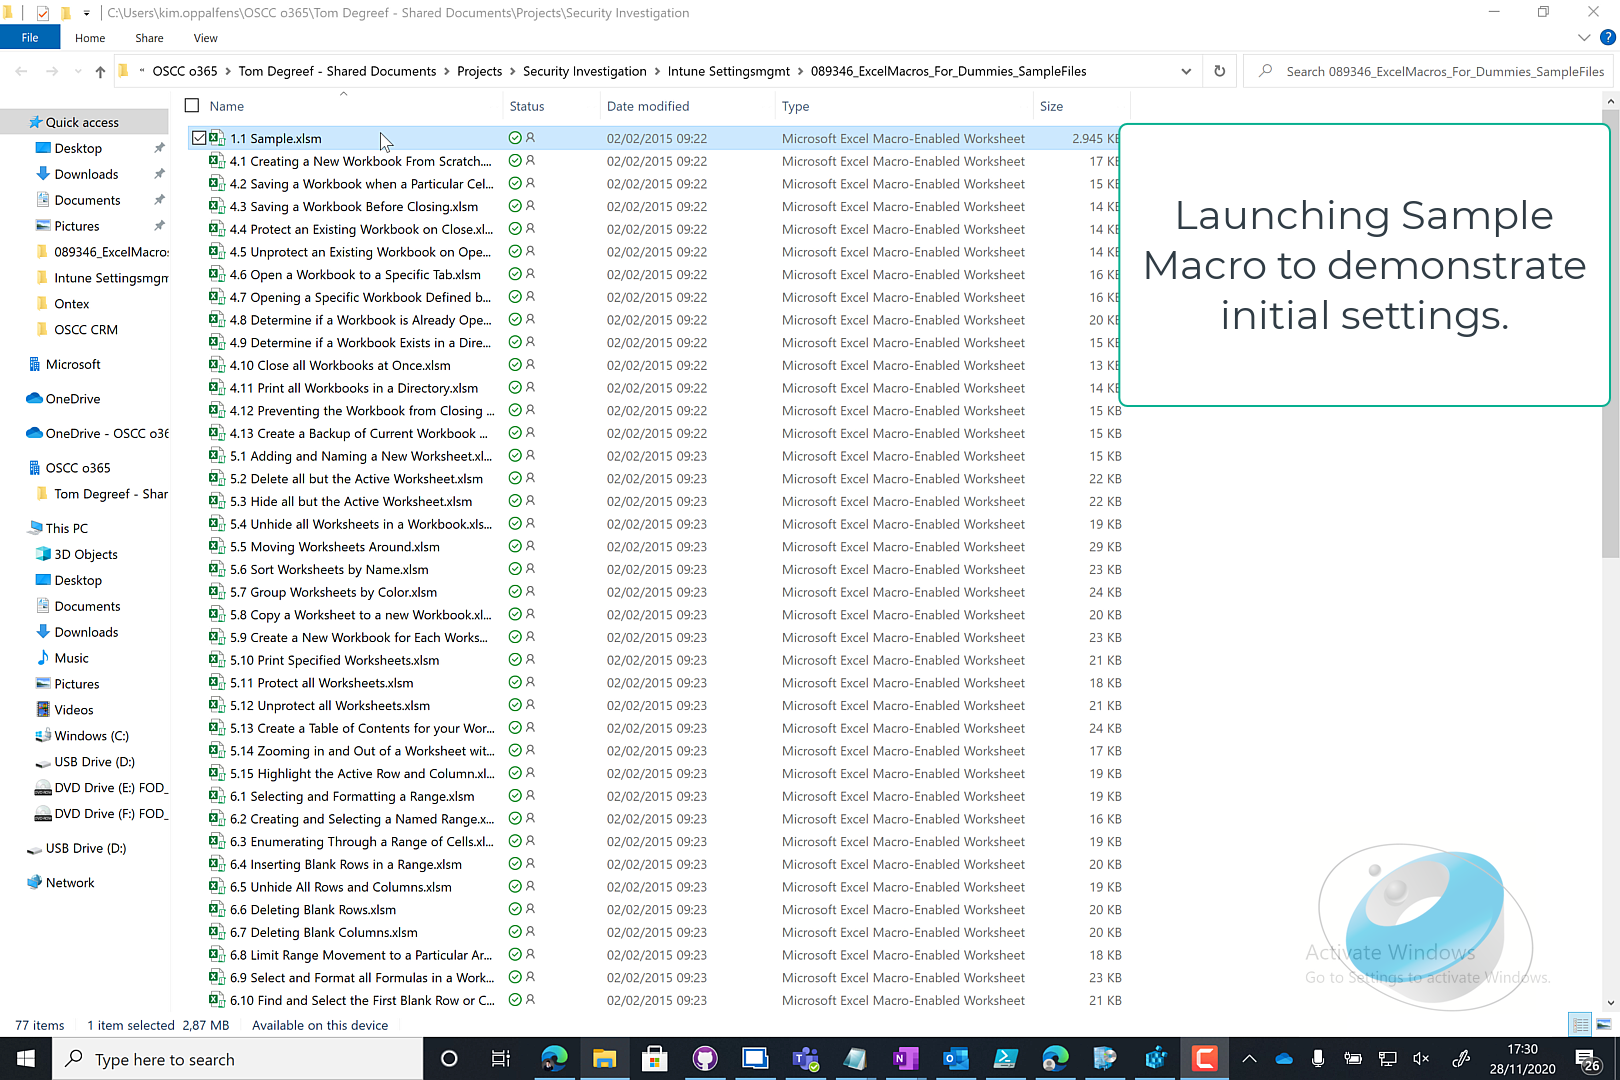 C:\Users\kim.oppalfens\OSCC o365\Tom Degreef - Shared Documents\Projects\Security Investigation
File Home Share View
« OSCC o365 > Tom Degreef - Shared Documents > Projects > Security Investigation > Intune Settingsmgmt > 089346_ExcelMacros_For_Dummies_SampleFiles
Search 089346_ExcelMacros_For_Dummies_SampleFiles
Name Status Date modified Type Size
Quick access
Desktop
Downloads
Documents
Pictures
089346_ExcelMacros
Intune Settingsmgm
Ontex
OSCC CRM
Microsoft
OneDrive
OneDrive - OSCC o36
OSCC o365
Tom Degreef - Shar
This PC
3D Objects
Desktop
Documents
Downloads
Music
Pictures
Videos
Windows (C:)
USB Drive (D:)
DVD Drive (E:) FOD_
DVD Drive (F:) FOD_
USB Drive (D:)
Network
1.1 Sample.xlsm 02/02/2015 09:22 Microsoft Excel Macro-Enabled Worksheet 2.945 KB
4.1 Creating a New Workbook From Scratch.... 02/02/2015 09:22 Microsoft Excel Macro-Enabled Worksheet 17 KB
4.2 Saving a Workbook when a Particular Cel... 02/02/2015 09:22 Microsoft Excel Macro-Enabled Worksheet 15 KB
4.3 Saving a Workbook Before Closing.xlsm 02/02/2015 09:22 Microsoft Excel Macro-Enabled Worksheet 14 KB
4.4 Protect an Existing Workbook on Close.xl... 02/02/2015 09:22 Microsoft Excel Macro-Enabled Worksheet 14 KB
4.5 Unprotect an Existing Workbook on Ope... 02/02/2015 09:22 Microsoft Excel Macro-Enabled Worksheet 14 KB
4.6 Open a Workbook to a Specific Tab.xlsm 02/02/2015 09:22 Microsoft Excel Macro-Enabled Worksheet 16 KB
4.7 Opening a Specific Workbook Defined b... 02/02/2015 09:22 Microsoft Excel Macro-Enabled Worksheet 16 KB
4.8 Determine if a Workbook is Already Ope... 02/02/2015 09:22 Microsoft Excel Macro-Enabled Worksheet 20 KB
4.9 Determine if a Workbook Exists in a Dire... 02/02/2015 09:22 Microsoft Excel Macro-Enabled Worksheet 15 KB
4.10 Close all Workbooks at Once.xlsm 02/02/2015 09:22 Microsoft Excel Macro-Enabled Worksheet 13 KB
4.11 Print all Workbooks in a Directory.xlsm 02/02/2015 09:22 Microsoft Excel Macro-Enabled Worksheet 14 KB
4.12 Preventing the Workbook from Closing ... 02/02/2015 09:22 Microsoft Excel Macro-Enabled Worksheet 15 KB
4.13 Create a Backup of Current Workbook ... 02/02/2015 09:22 Microsoft Excel Macro-Enabled Worksheet 15 KB
5.1 Adding and Naming a New Worksheet.xl... 02/02/2015 09:23 Microsoft Excel Macro-Enabled Worksheet 15 KB
5.2 Delete all but the Active Worksheet.xlsm 02/02/2015 09:23 Microsoft Excel Macro-Enabled Worksheet 22 KB
5.3 Hide all but the Active Worksheet.xlsm 02/02/2015 09:23 Microsoft Excel Macro-Enabled Worksheet 22 KB
5.4 Unhide all Worksheets in a Workbook.xls... 02/02/2015 09:23 Microsoft Excel Macro-Enabled Worksheet 19 KB
5.5 Moving Worksheets Around.xlsm 02/02/2015 09:23 Microsoft Excel Macro-Enabled Worksheet 29 KB
5.6 Sort Worksheets by Name.xlsm 02/02/2015 09:23 Microsoft Excel Macro-Enabled Worksheet 23 KB
5.7 Group Worksheets by Color.xlsm 02/02/2015 09:23 Microsoft Excel Macro-Enabled Worksheet 24 KB
5.8 Copy a Worksheet to a new Workbook.xl... 02/02/2015 09:23 Microsoft Excel Macro-Enabled Worksheet 20 KB
5.9 Create a New Workbook for Each Works... 02/02/2015 09:23 Microsoft Excel Macro-Enabled Worksheet 23 KB
5.10 Print Specified Worksheets.xlsm 02/02/2015 09:23 Microsoft Excel Macro-Enabled Worksheet 21 KB
5.11 Protect all Worksheets.xlsm 02/02/2015 09:23 Microsoft Excel Macro-Enabled Worksheet 18 KB
5.12 Unprotect all Worksheets.xlsm 02/02/2015 09:23 Microsoft Excel Macro-Enabled Worksheet 21 KB
5.13 Create a Table of Contents for your Wor... 02/02/2015 09:23 Microsoft Excel Macro-Enabled Worksheet 24 KB
5.14 Zooming in and Out of a Worksheet wit... 02/02/2015 09:23 Microsoft Excel Macro-Enabled Worksheet 17 KB
5.15 Highlight the Active Row and Column.xl... 02/02/2015 09:23 Microsoft Excel Macro-Enabled Worksheet 19 KB
6.1 Selecting and Formatting a Range.xlsm 02/02/2015 09:23 Microsoft Excel Macro-Enabled Worksheet 19 KB
6.2 Creating and Selecting a Named Range.x... 02/02/2015 09:23 Microsoft Excel Macro-Enabled Worksheet 16 KB
6.3 Enumerating Through a Range of Cells.xl... 02/02/2015 09:23 Microsoft Excel Macro-Enabled Worksheet 19 KB
6.4 Inserting Blank Rows in a Range.xlsm 02/02/2015 09:23 Microsoft Excel Macro-Enabled Worksheet 20 KB
6.5 Unhide All Rows and Columns.xlsm 02/02/2015 09:23 Microsoft Excel Macro-Enabled Worksheet 19 KB
6.6 Deleting Blank Rows.xlsm 02/02/2015 09:23 Microsoft Excel Macro-Enabled Worksheet 20 KB
6.7 Deleting Blank Columns.xlsm 02/02/2015 09:23 Microsoft Excel Macro-Enabled Worksheet 20 KB
6.8 Limit Range Movement to a Particular Ar... 02/02/2015 09:23 Microsoft Excel Macro-Enabled Worksheet 18 KB
6.9 Select and Format all Formulas in a Work... 02/02/2015 09:23 Microsoft Excel Macro-Enabled Worksheet 23 KB
6.10 Find and Select the First Blank Row or C... 02/02/2015 09:23 Microsoft Excel Macro-Enabled Worksheet 21 KB
Launching Sample
Macro to demonstrate
initial settings.
Activate Windows
Go to Settings to activate Windows.
77 items 1 item selected 2,87 MB Available on this device
Type here to search
17:30
28/11/2020
26